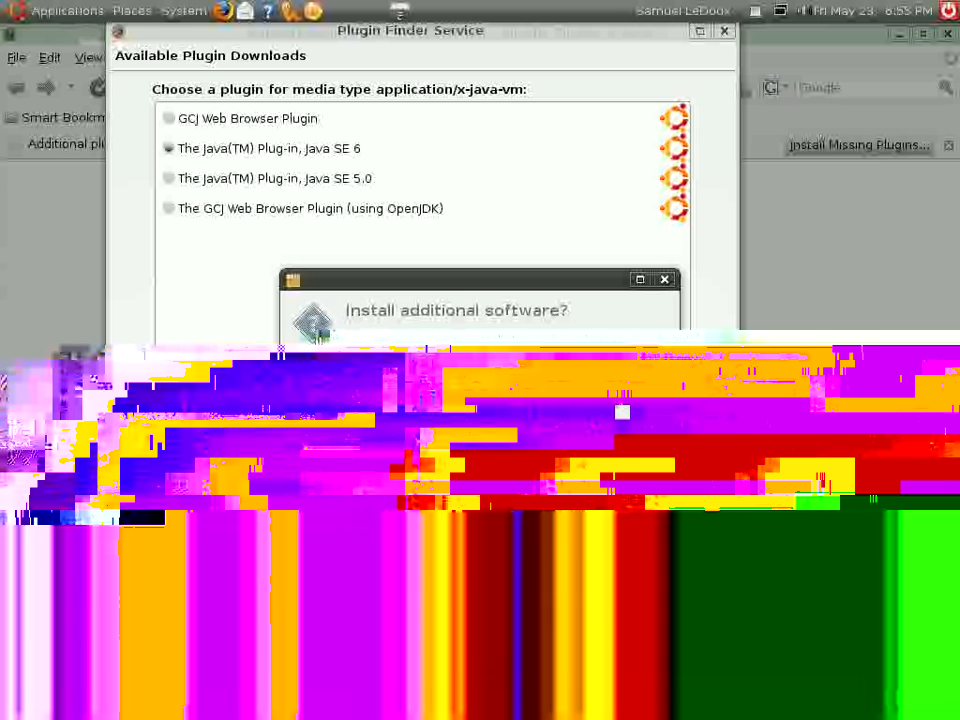 Applications Places System Samuel LeDoux Fri May 23, 6:55 PM
Plugin Finder Service
File Edit View
Available Plugin Downloads
Choose a plugin for media type application/x-java-vm:
Google
GCJ Web Browser Plugin
Smart Bookm
The Java(TM) Plug-in, Java SE 6
Additional pl
Install Missing Plugins...
The Java(TM) Plug-in, Java SE 5.0
The GCJ Web Browser Plugin (using OpenJDK)
Install additional software?